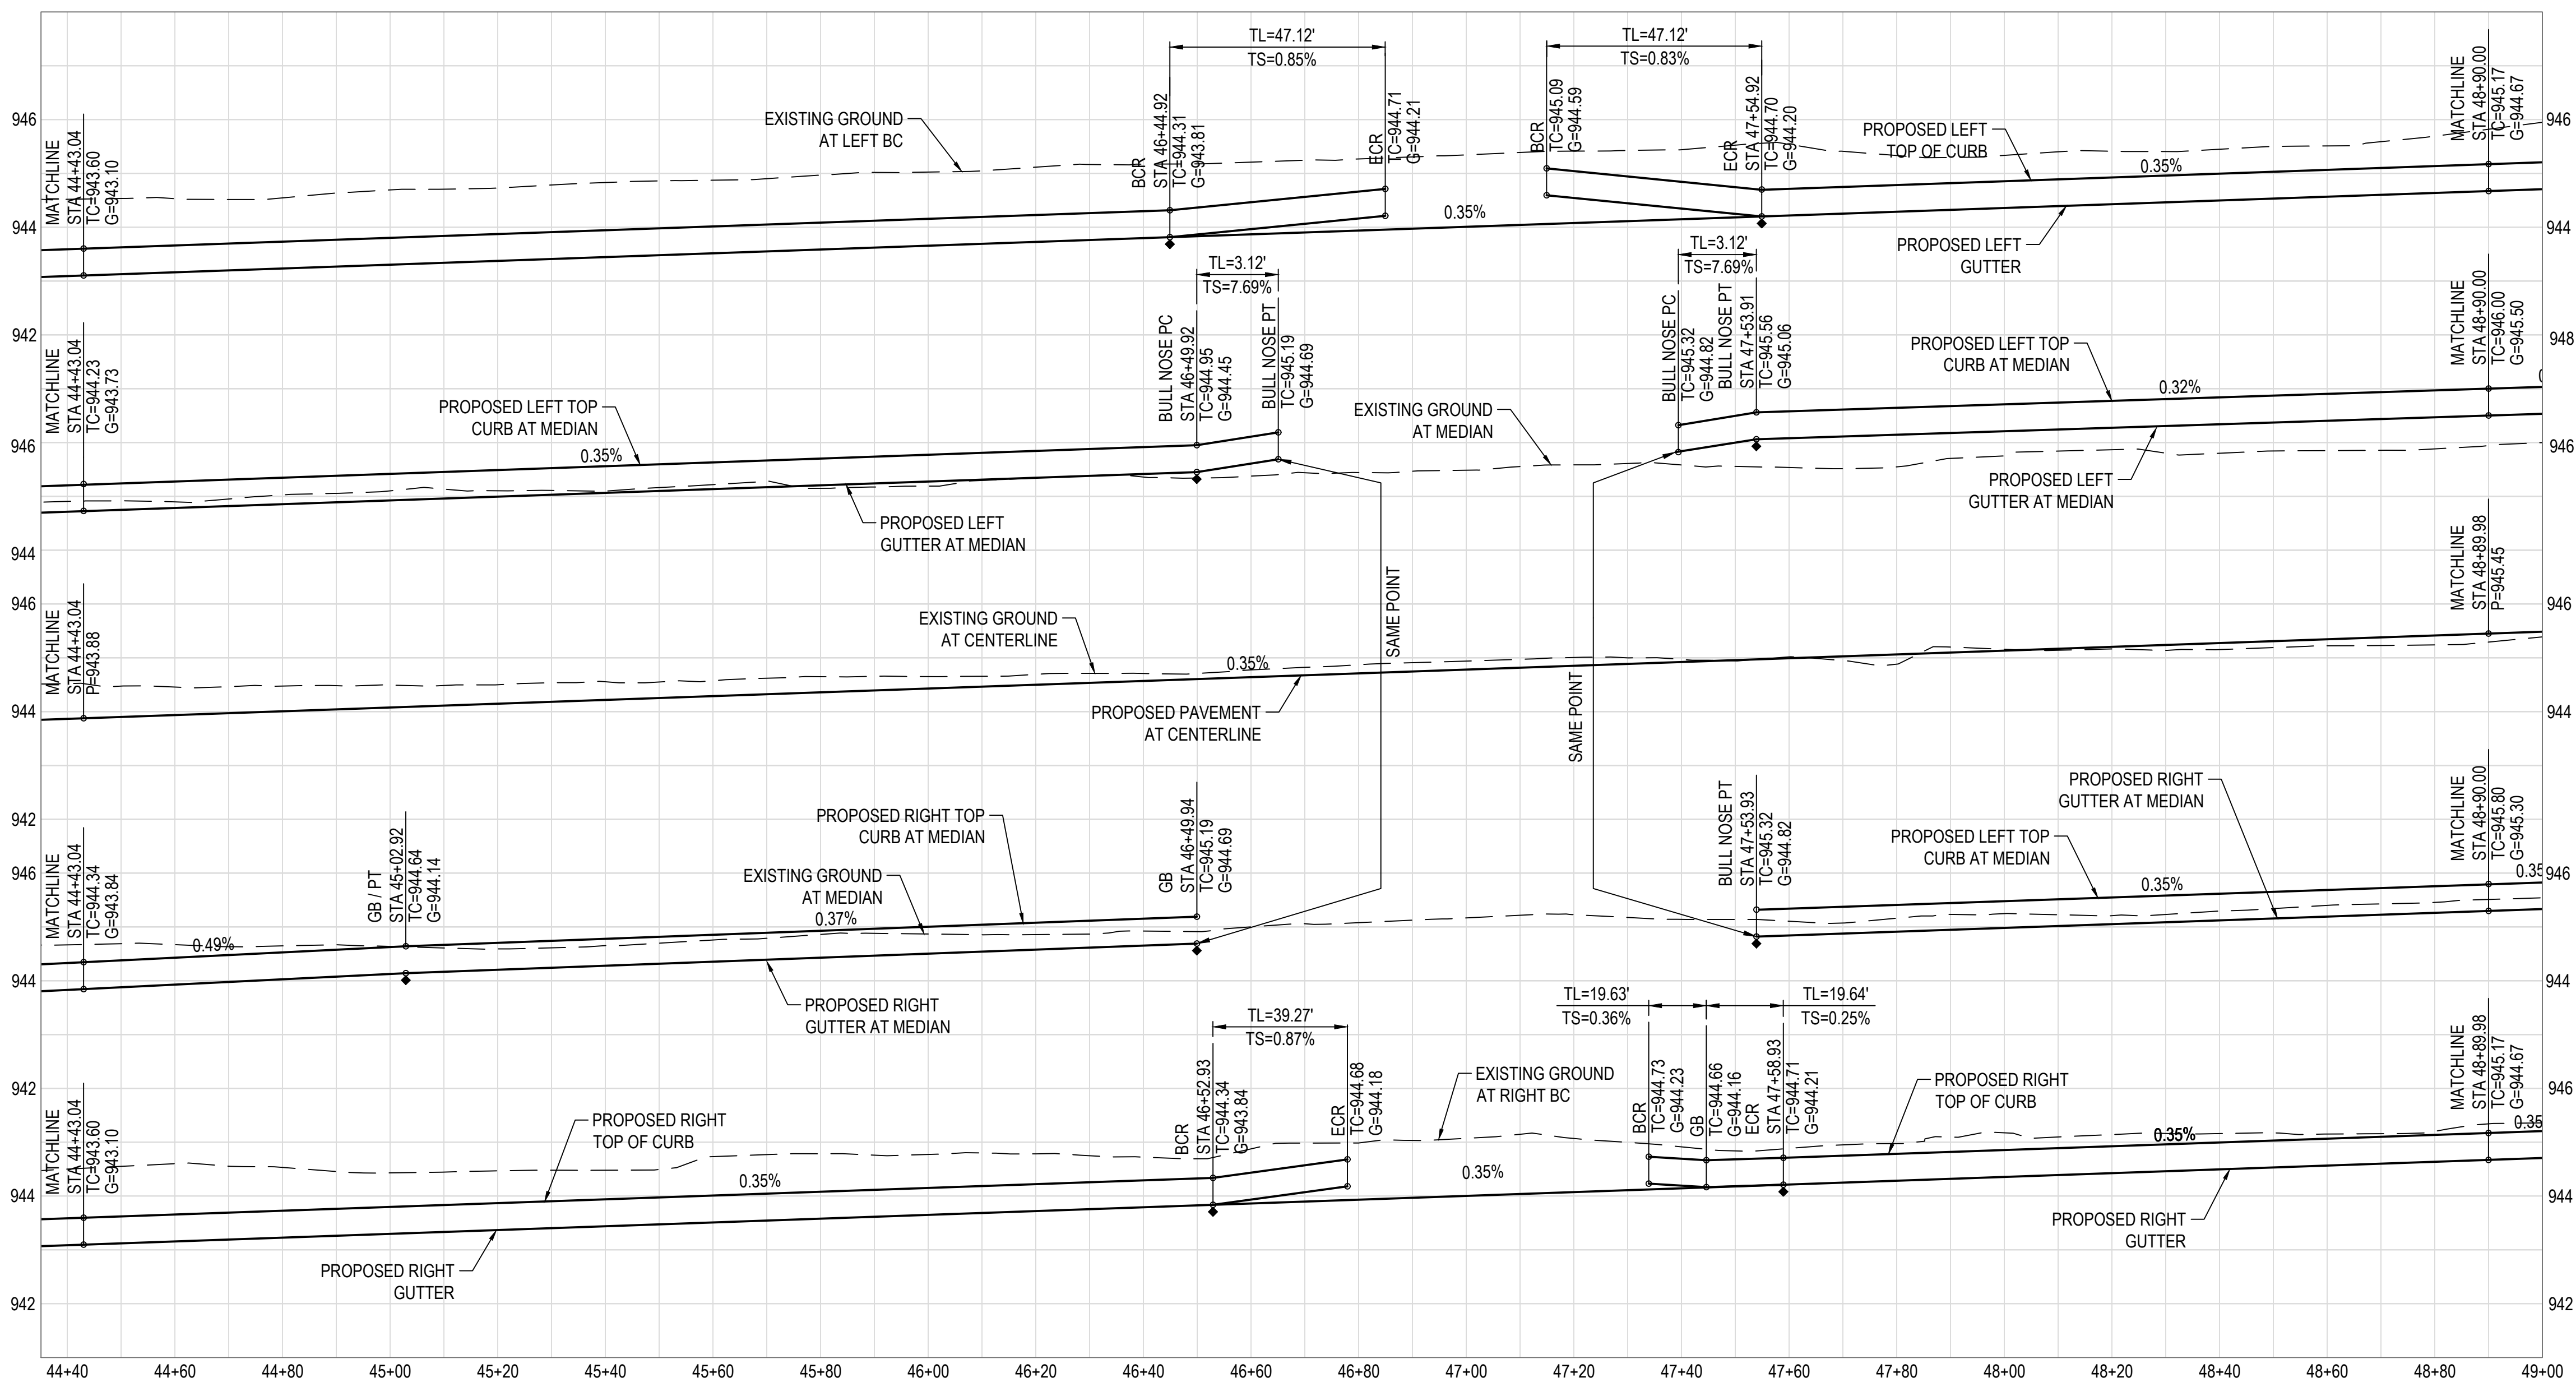 TL=47.12'
TS=0.85%
TL=47.12'
TS=0.83%
946
MATCHLINE
STA 44+43.04
TC=943.60
G=943.10
EXISTING GROUND
AT LEFT BC
BCR
STA 46+44.92
TC=944.31
G=943.81
ECR
TC=944.71
G=944.21
BCR
TC=945.09
G=944.59
ECR
STA 47+54.92
TC=944.70
G=944.20
PROPOSED LEFT
TOP OF CURB
0.35%
MATCHLINE
STA 48+90.00
TC=945.17
G=944.67
946
944
0.35%
PROPOSED LEFT
GUTTER
944
TL=3.12'
TS=7.69%
TL=3.12'
TS=7.69%
942
MATCHLINE
STA 44+43.04
TC=944.23
G=943.73
PROPOSED LEFT TOP
CURB AT MEDIAN
0.35%
BULL NOSE PC
STA 46+49.92
TC=944.95
G=944.45
BULL NOSE PT
TC=945.19
G=944.69
EXISTING GROUND
AT MEDIAN
BULL NOSE PC
TC=945.32
G=944.82
BULL NOSE PT
STA 47+53.91
TC=945.56
G=945.06
PROPOSED LEFT TOP
CURB AT MEDIAN
0.32%
MATCHLINE
STA 48+90.00
TC=946.00
G=945.50
948
946
PROPOSED LEFT
GUTTER AT MEDIAN
PROPOSED LEFT
GUTTER AT MEDIAN
946
944
946
MATCHLINE
STA 44+43.04
P=943.88
EXISTING GROUND
AT CENTERLINE
0.35%
SAME POINT
PROPOSED PAVEMENT
AT CENTERLINE
SAME POINT
MATCHLINE
STA 48+89.98
P=945.45
946
944
944
942
946
MATCHLINE
STA 44+43.04
TC=944.34
G=943.84
0.49%
GB / PT
STA 45+02.92
TC=944.64
G=944.14
PROPOSED RIGHT TOP
CURB AT MEDIAN
EXISTING GROUND
AT MEDIAN
0.37%
GB
STA 46+49.94
TC=945.19
G=944.69
BULL NOSE PT
STA 47+53.93
TC=945.32
G=944.82
PROPOSED RIGHT
GUTTER AT MEDIAN
PROPOSED LEFT TOP
CURB AT MEDIAN
0.35%
MATCHLINE
STA 48+90.00
TC=945.80
G=945.30
0.35
946
944
PROPOSED RIGHT
GUTTER AT MEDIAN
944
TL=39.27'
TS=0.87%
TL=19.63'
TS=0.36%
TL=19.64'
TS=0.25%
942
MATCHLINE
STA 44+43.04
TC=943.60
G=943.10
PROPOSED RIGHT
TOP OF CURB
0.35%
BCR
STA 46+52.93
TC=944.34
G=943.84
ECR
TC=944.68
G=944.18
EXISTING GROUND
AT RIGHT BC
0.35%
BCR
TC=944.73
G=944.23
GB
TC=944.66
G=944.16
ECR
STA 47+58.93
TC=944.71
G=944.21
PROPOSED RIGHT
TOP OF CURB
0.35%
MATCHLINE
STA 48+89.98
TC=945.17
G=944.67
0.35
946
944
PROPOSED RIGHT
GUTTER
PROPOSED RIGHT
GUTTER
944
942
942
44+40 44+60 44+80 45+00 45+20 45+40 45+60 45+80 46+00 46+20 46+40 46+60 46+80 47+00 47+20 47+40 47+60 47+80 48+00 48+20 48+40 48+60 48+80 49+00